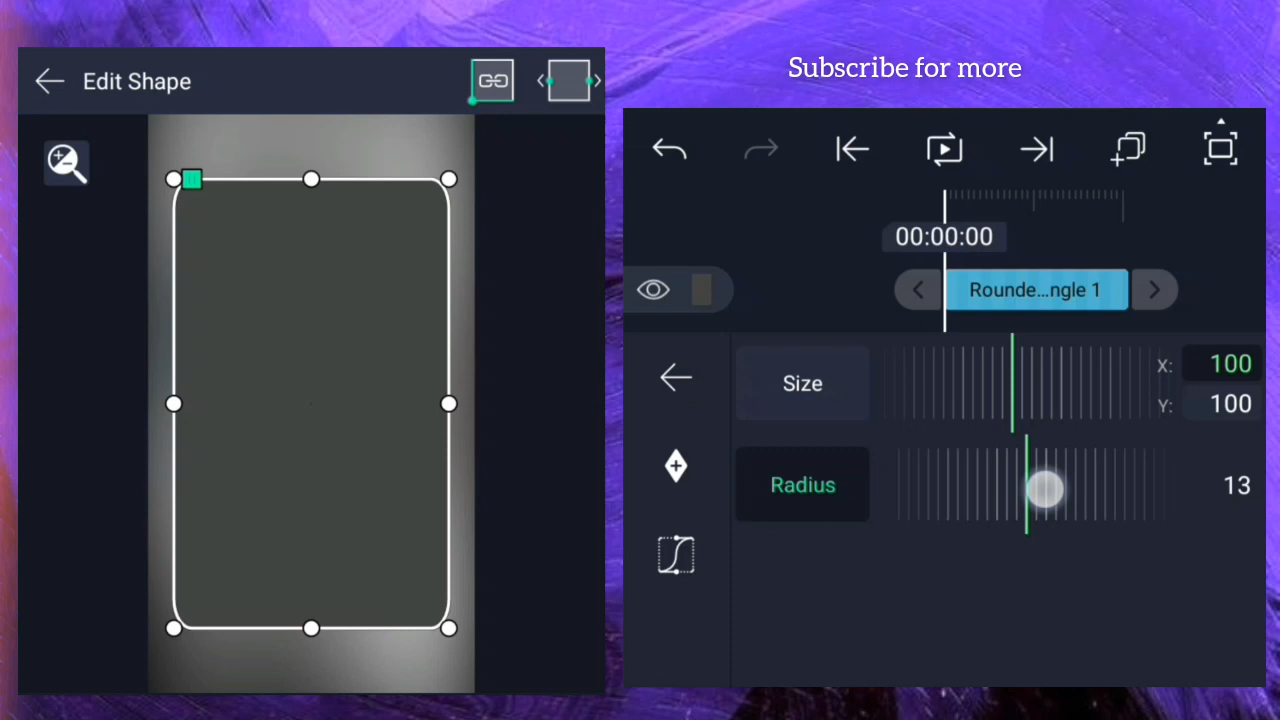 Edit Shape
Subscribe for more
00:00:00
Rounde...ngle 1
Size
X: 100
Y: 100
Radius
13